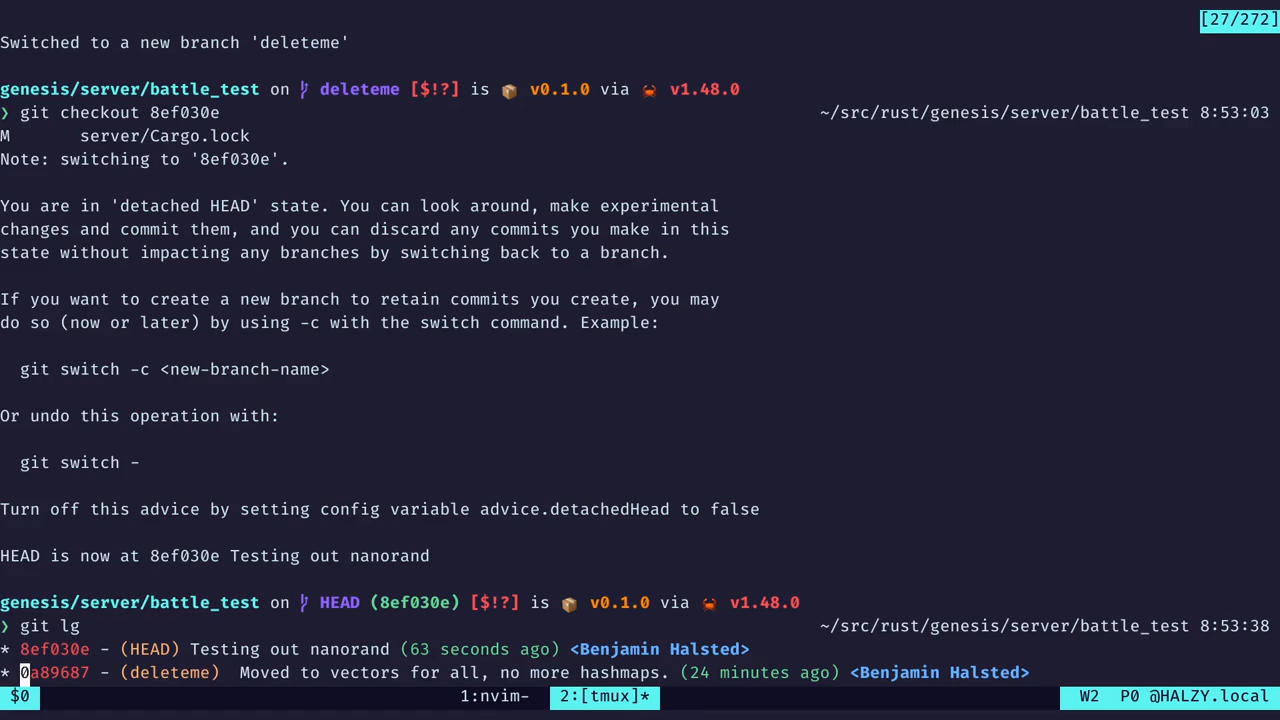 [27/272]
Switched to a new branch 'deleteme'
genesis/server/battle_test on deleteme [$!?] is v0.1.0 via v1.48.0
❯ git checkout 8ef030e ~/src/rust/genesis/server/battle_test 8:53:03
M server/Cargo.lock
Note: switching to '8ef030e'.
You are in 'detached HEAD' state. You can look around, make experimental
changes and commit them, and you can discard any commits you make in this
state without impacting any branches by switching back to a branch.
If you want to create a new branch to retain commits you create, you may
do so (now or later) by using -c with the switch command. Example:
git switch -c <new-branch-name>
Or undo this operation with:
git switch -
Turn off this advice by setting config variable advice.detachedHead to false
HEAD is now at 8ef030e Testing out nanorand
genesis/server/battle_test on HEAD (8ef030e) [$!?] is v0.1.0 via v1.48.0
❯ git lg ~/src/rust/genesis/server/battle_test 8:53:38
* 8ef030e - (HEAD) Testing out nanorand (63 seconds ago) <Benjamin Halsted>
* 0a89687 - (deleteme) Moved to vectors for all, no more hashmaps. (24 minutes ago) <Benjamin Halsted>
$0 1:nvim- 2:[tmux]* W2 P0 @HALZY.local